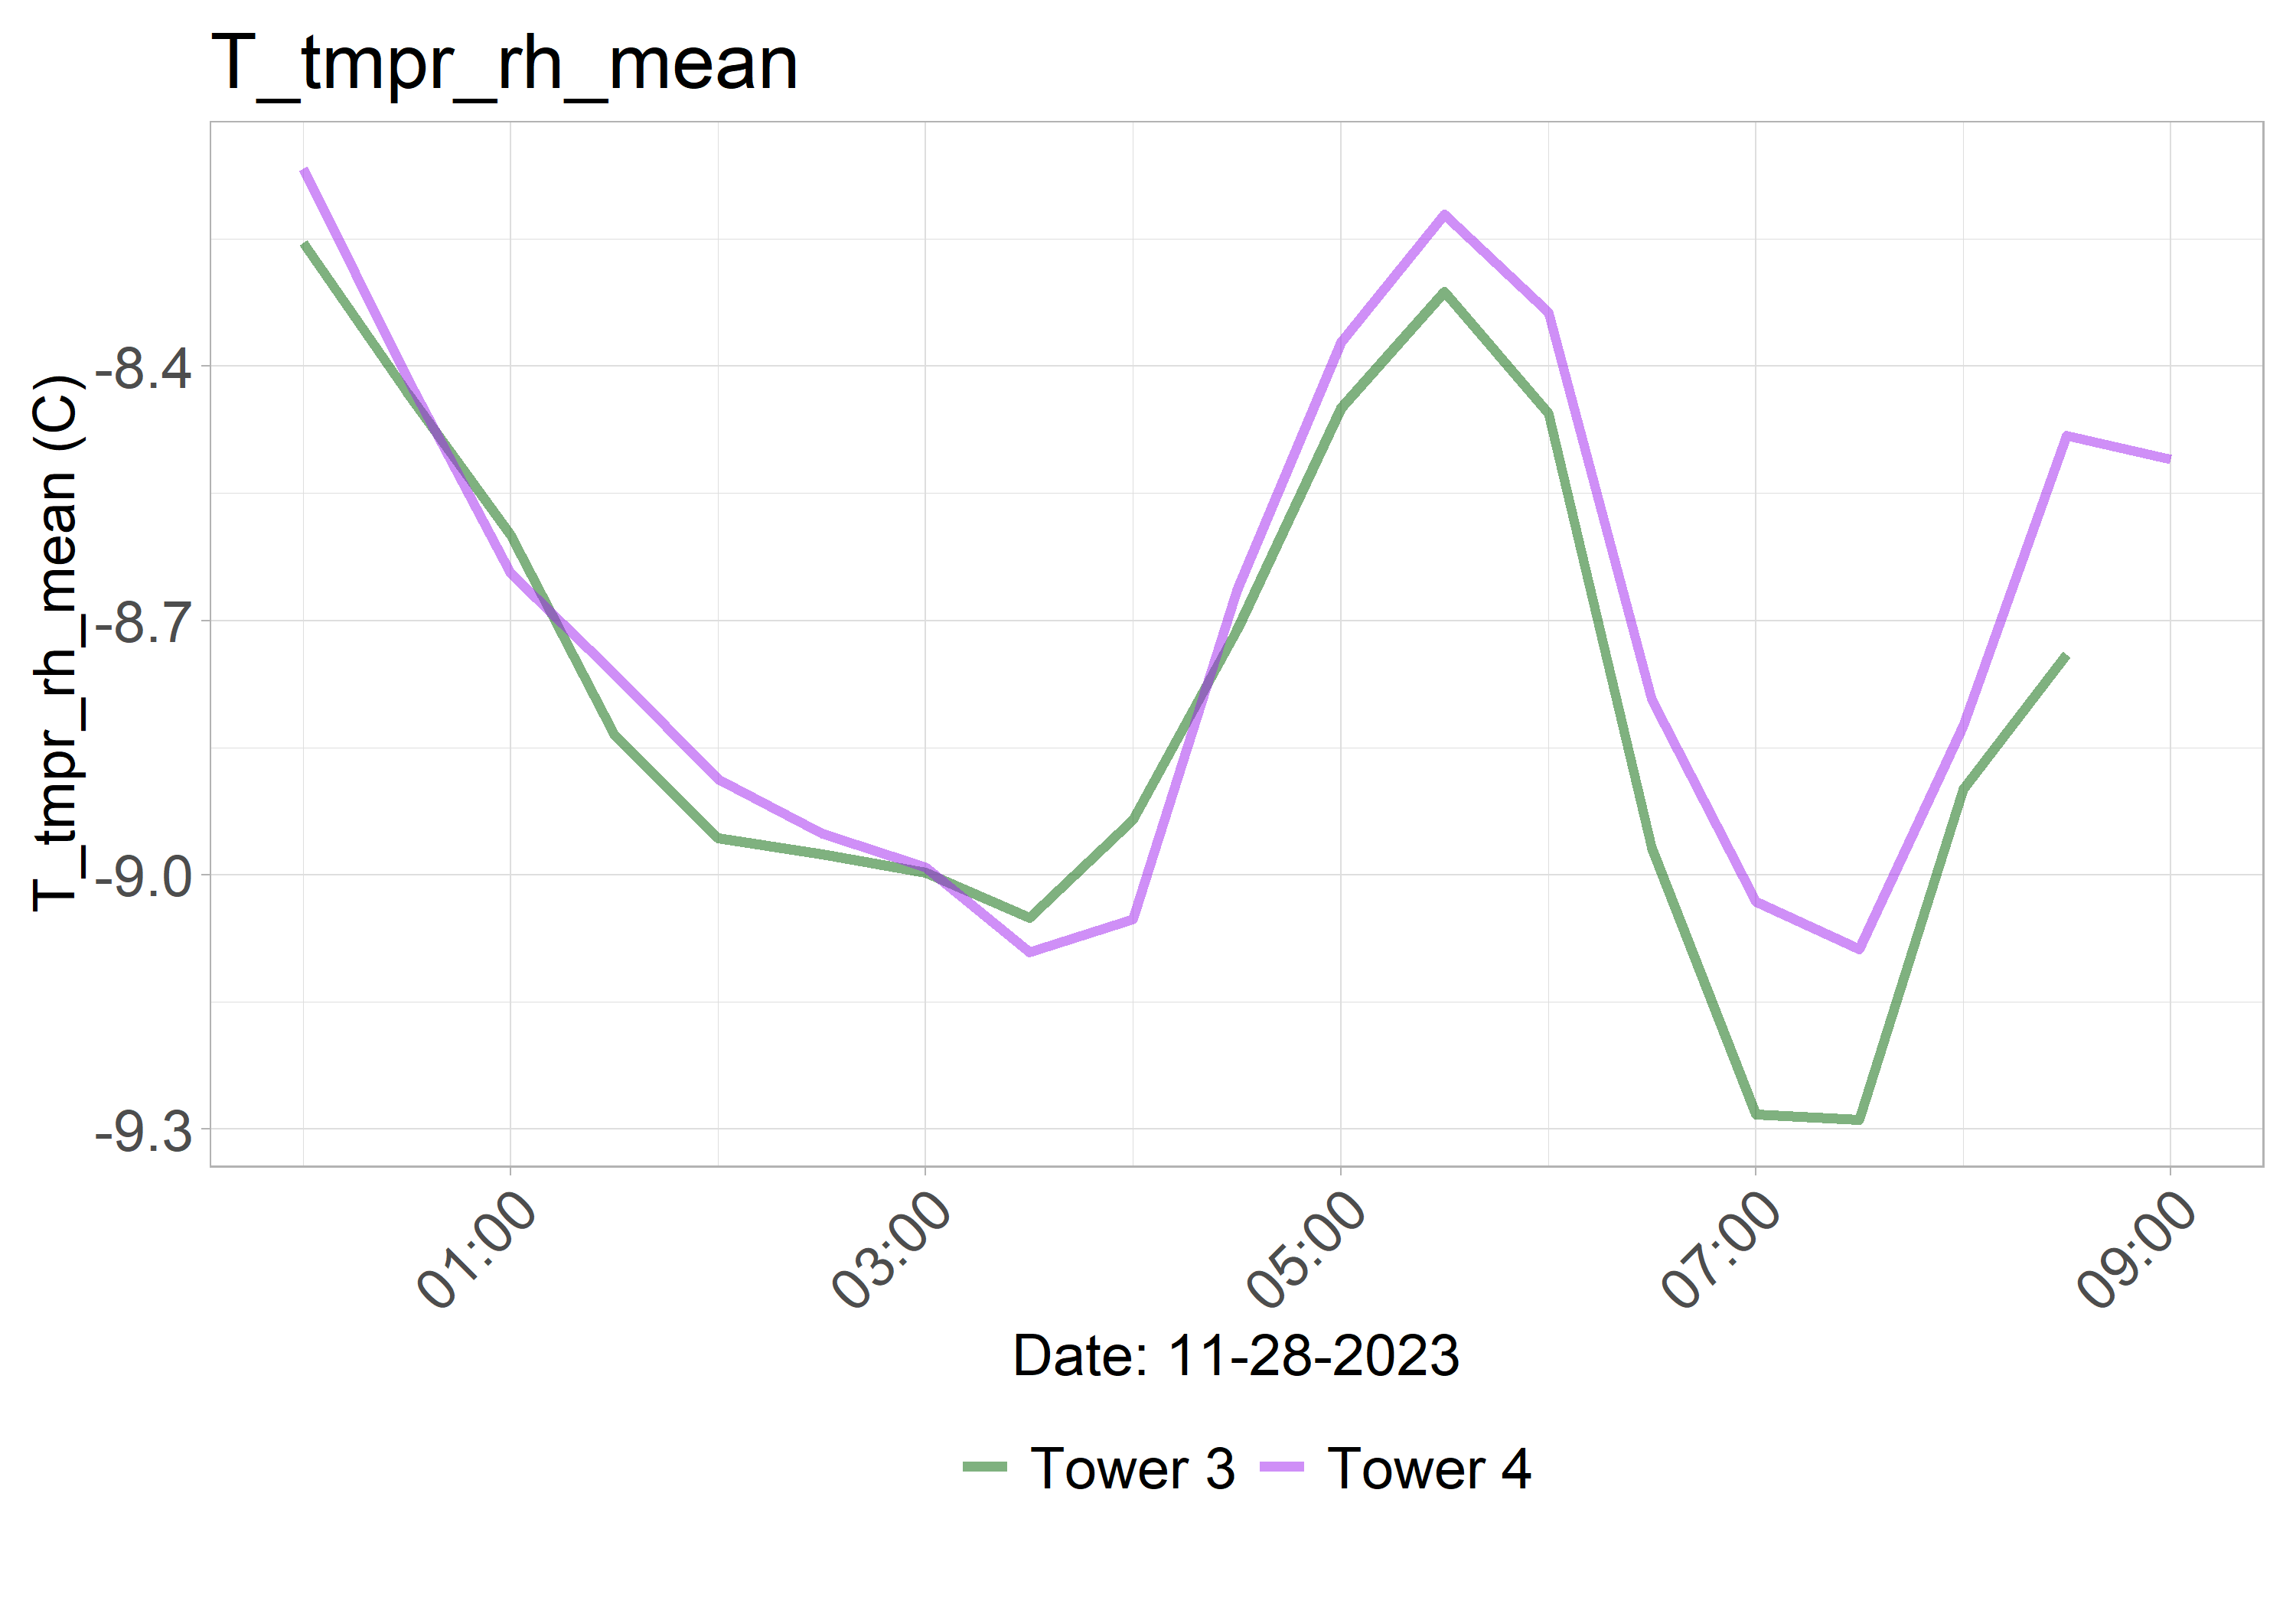 T_tmpr_rh_mean
T_tmpr_rh_mean (C)
-8.4
-8.7
-9.0
-9.3
01:00 03:00 05:00 07:00 09:00
Date: 11-28-2023
Tower 3 Tower 4